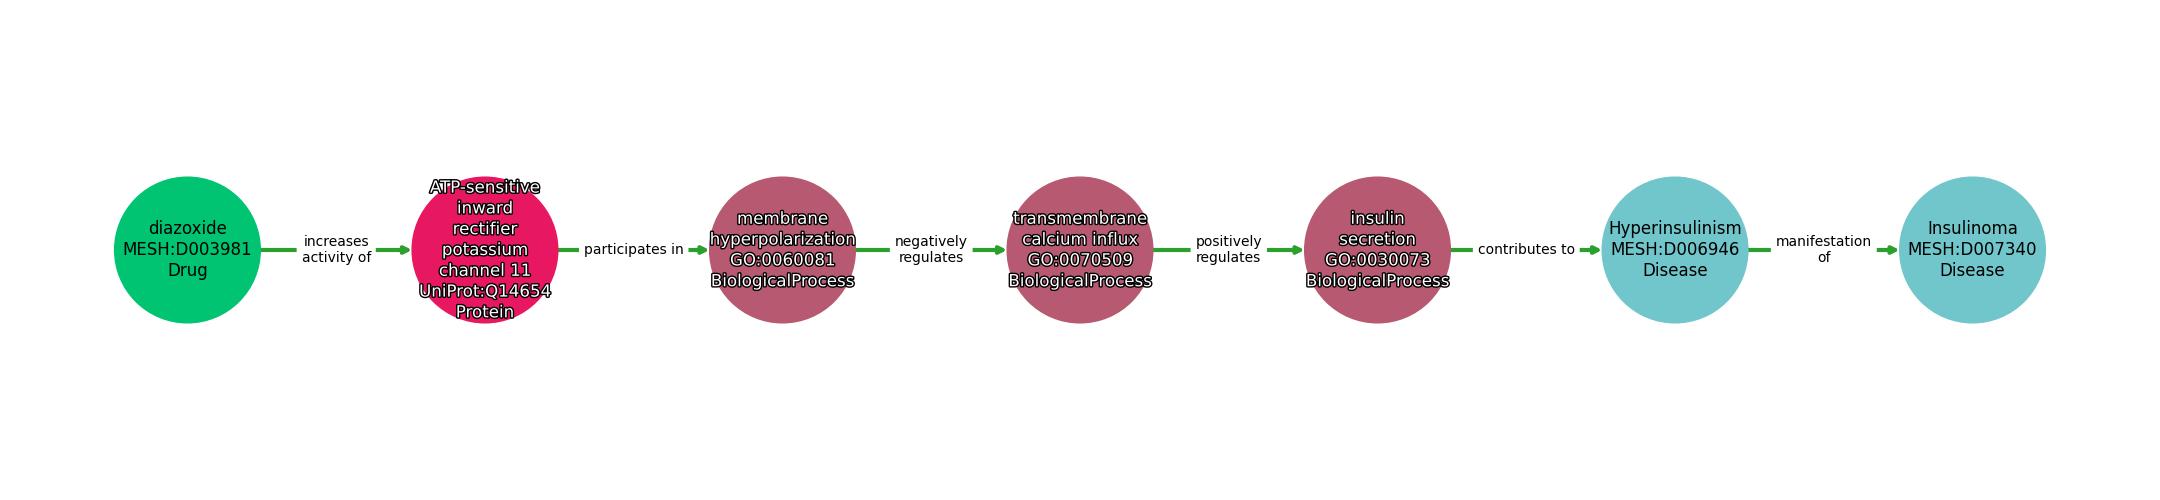 diazoxide
MESH:D003981
Drug
increases
activity of
ATP-sensitive
inward
rectifier
potassium
channel 11
UniProt:Q14654
Protein
participates in
membrane
hyperpolarization
GO:0060081
BiologicalProcess
negatively
regulates
transmembrane
calcium influx
GO:0070509
BiologicalProcess
positively
regulates
insulin
secretion
GO:0030073
BiologicalProcess
contributes to
Hyperinsulinism
MESH:D006946
Disease
manifestation
of
Insulinoma
MESH:D007340
Disease